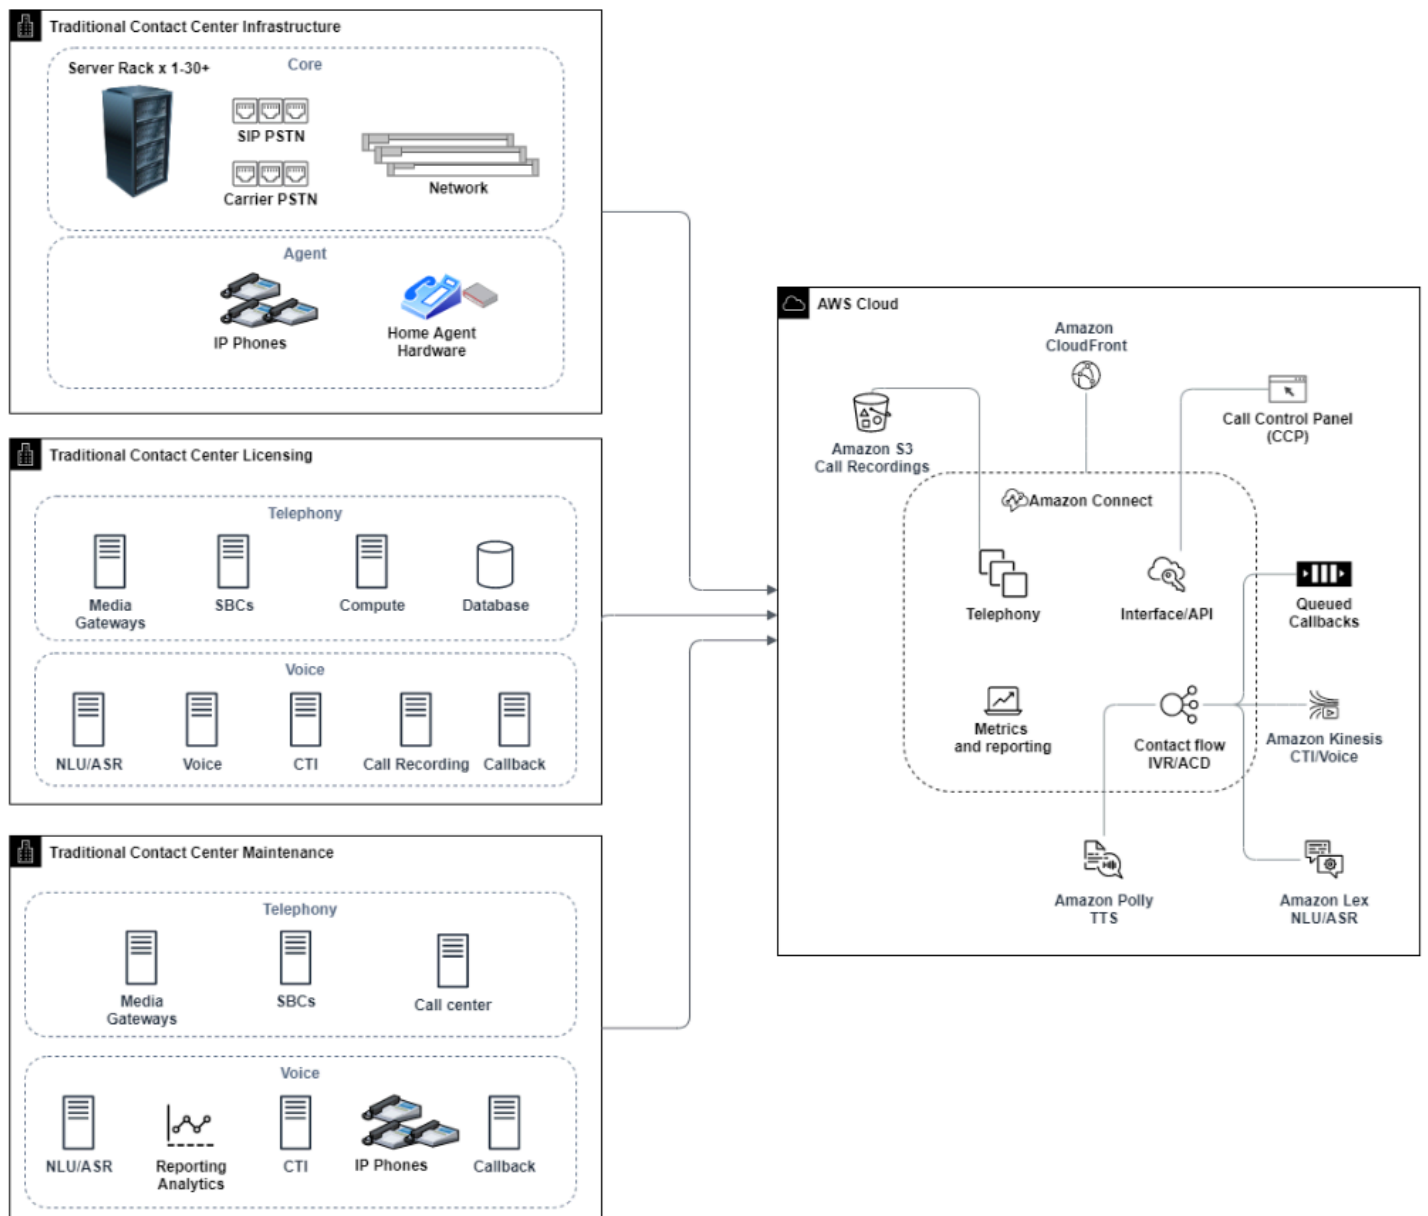 Traditional Contact Center Infrastructure
Core
Server Rack x 1-30+
SIP PSTN
Carrier PSTN
Network
Agent
IP Phones
Home Agent
Hardware
Traditional Contact Center Licensing
Telephony
Media
Gateways
SBCs
Compute
Database
Voice
NLU/ASR
Voice
CTI
Call Recording
Callback
Traditional Contact Center Maintenance
Telephony
Media
Gateways
SBCs
Call center
Voice
NLU/ASR
Reporting
Analytics
CTI
IP Phones
Callback
AWS Cloud
Amazon
CloudFront
Amazon S3
Call Recordings
Call Control Panel
(CCP)
Amazon Connect
Telephony
Interface/API
Queued
Callbacks
Metrics
and reporting
Contact flow
IVR/ACD
Amazon Kinesis
CTI/Voice
Amazon Polly
TTS
Amazon Lex
NLU/ASR